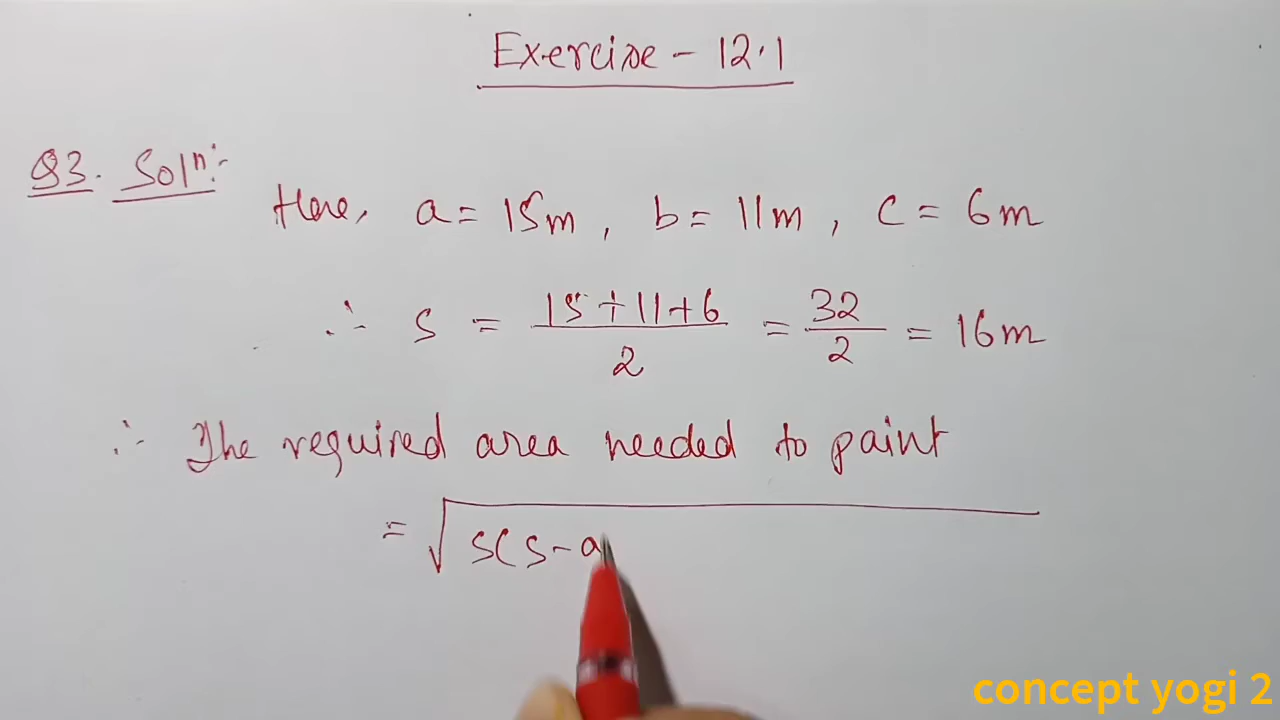 Exercise - 12.1
Q3. Solⁿ:-
Here, a = 15m, b = 11m, c = 6m
∴ s = (15+11+6)/2 = 32/2 = 16m
∴ The required area needed to paint
= √s(s-a
concept yogi 2